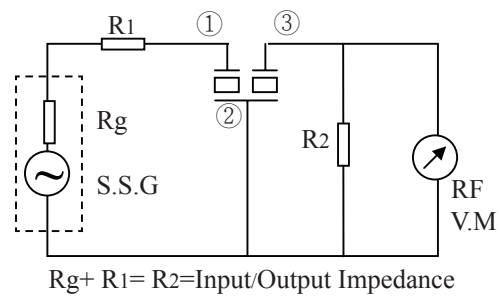 R1
①
③
②
Rg
S.S.G
R2
RF
V.M
Rg+ R1= R2=Input/Output Impedance